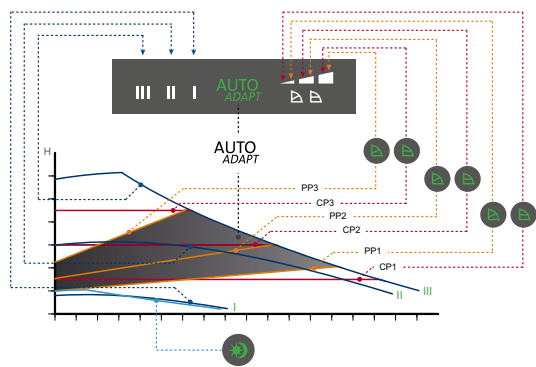 III II I AUTO
ADAPT
AUTO
ADAPT
H
PP3
CP3
PP2
CP2
PP1
CP1
III
II
I